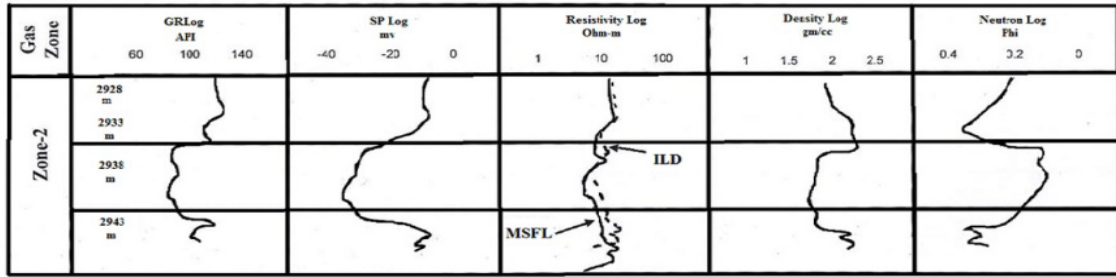 Gas
Zone
GRLog
API
60 100 140
SP Log
mv
-40 -20 0
Resistivity Log
Ohm-m
1 10 100
Density Log
gm/cc
1 1.5 2 2.5
Neutron Log
Phi
0.4 3.2 0
Zone-2
2928
m
2933
m
2938
m
2943
m
ILD
MSFL